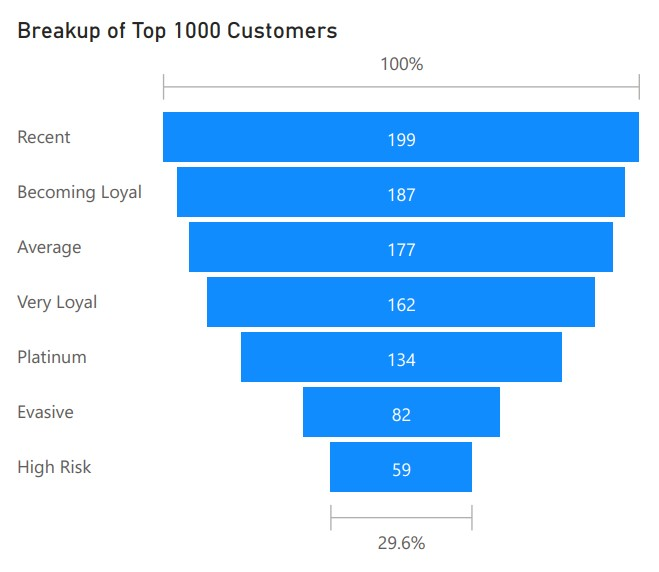 Breakup of Top 1000 Customers
100%
Recent 199
Becoming Loyal 187
Average 177
Very Loyal 162
Platinum 134
Evasive 82
High Risk 59
29.6%